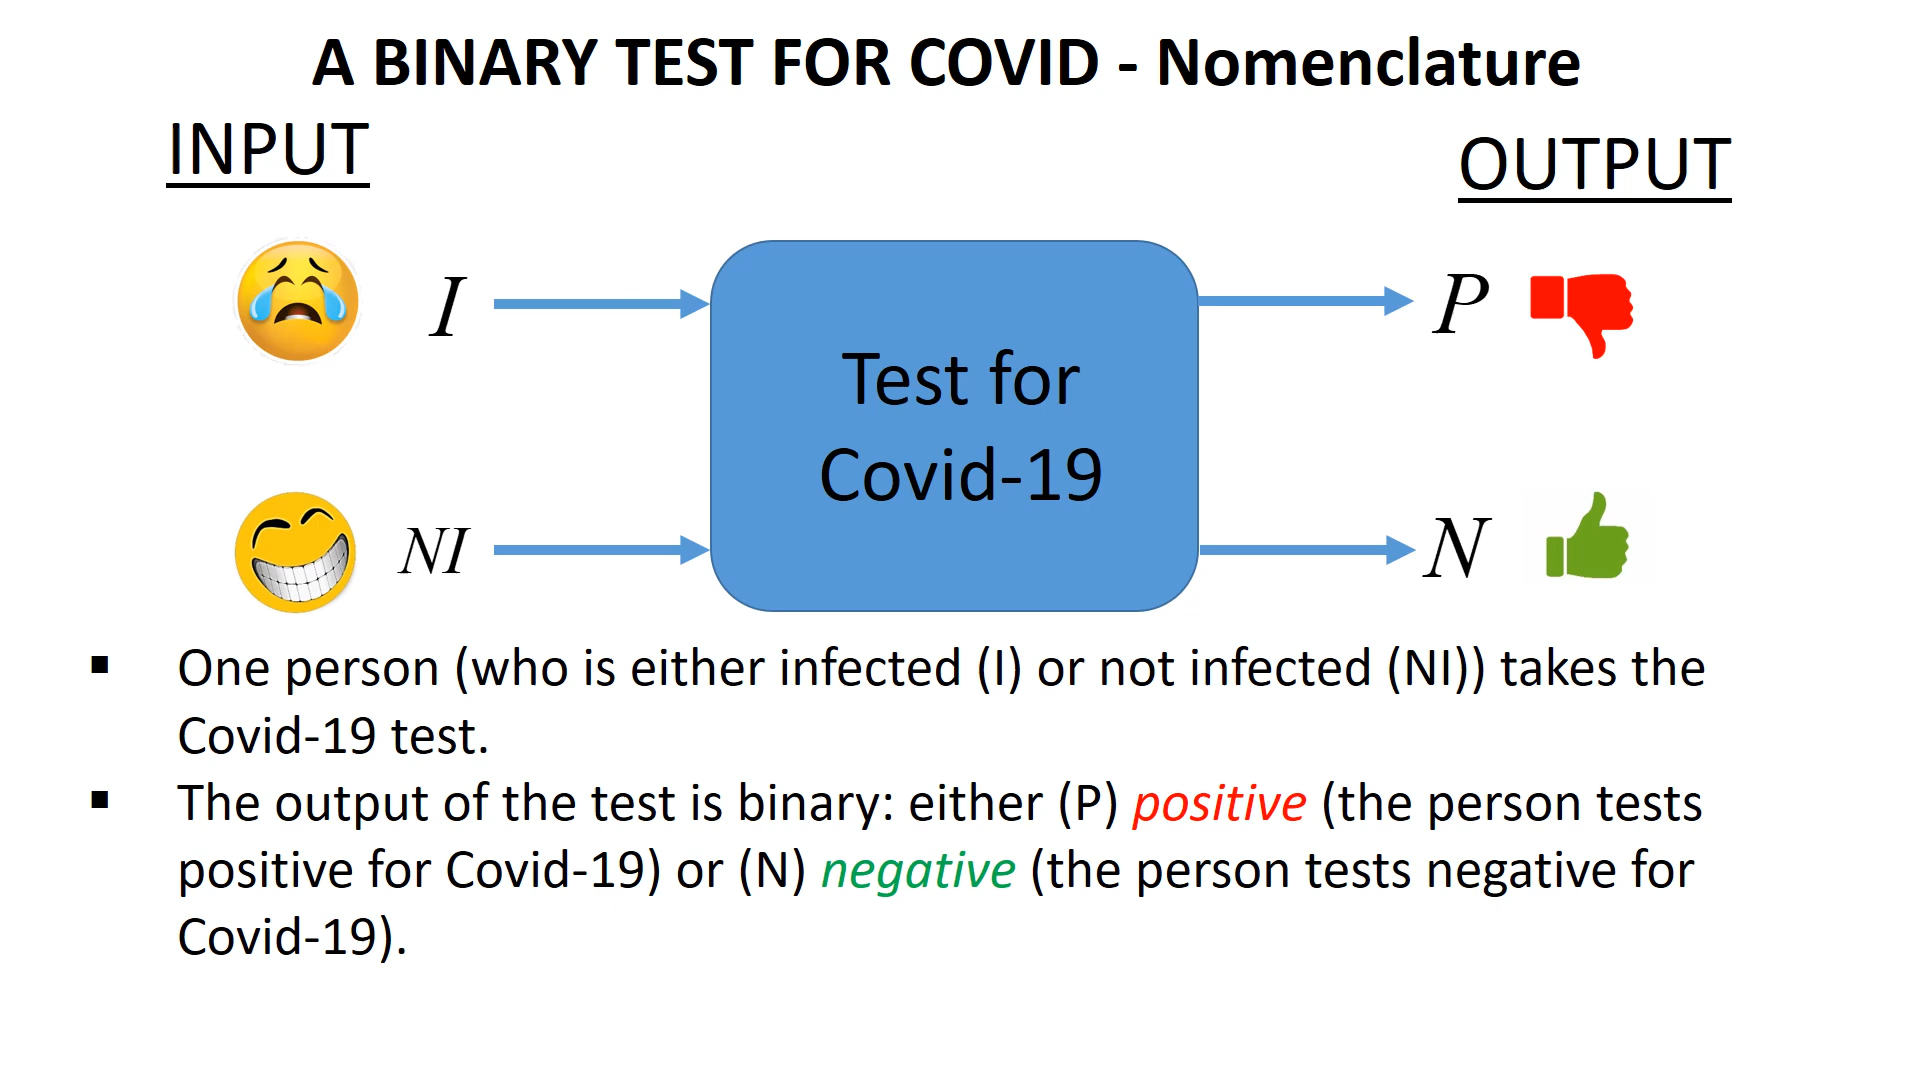 A BINARY TEST FOR COVID - Nomenclature
INPUT
OUTPUT
I
P
Test for
Covid-19
NI
N
▪ One person (who is either infected (I) or not infected (NI)) takes the
Covid-19 test.
▪ The output of the test is binary: either (P) positive (the person tests
positive for Covid-19) or (N) negative (the person tests negative for
Covid-19).